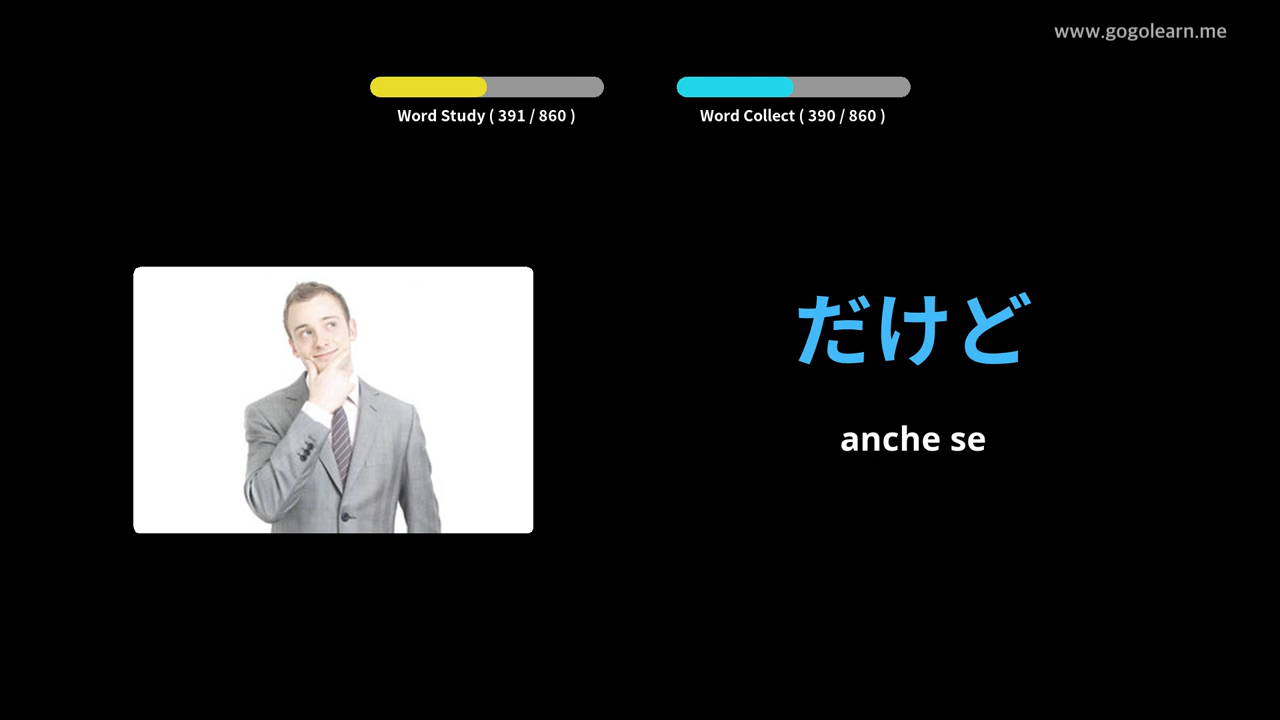 www.gogolearn.me
Word Study ( 391 / 860 )
Word Collect ( 390 / 860 )
だけど
anche se